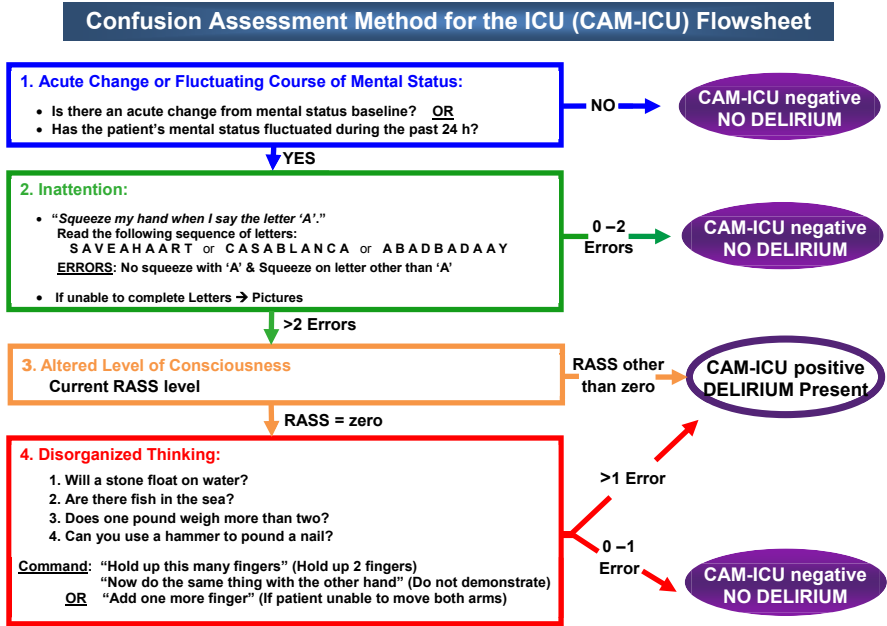 Confusion Assessment Method for the ICU (CAM-ICU) Flowsheet
1. Acute Change or Fluctuating Course of Mental Status:
• Is there an acute change from mental status baseline? OR
• Has the patient's mental status fluctuated during the past 24 h?
NO
CAM-ICU negative
NO DELIRIUM
YES
2. Inattention:
• “Squeeze my hand when I say the letter ‘A’.”
Read the following sequence of letters:
S A V E A H A A R T or C A S A B L A N C A or A B A D B A D A A Y
ERRORS: No squeeze with ‘A’ & Squeeze on letter other than ‘A’
• If unable to complete Letters → Pictures
0 –2
Errors
CAM-ICU negative
NO DELIRIUM
>2 Errors
3. Altered Level of Consciousness
Current RASS level
RASS other
than zero
CAM-ICU positive
DELIRIUM Present
RASS = zero
4. Disorganized Thinking:
1. Will a stone float on water?
2. Are there fish in the sea?
3. Does one pound weigh more than two?
4. Can you use a hammer to pound a nail?
Command: “Hold up this many fingers” (Hold up 2 fingers)
“Now do the same thing with the other hand” (Do not demonstrate)
OR “Add one more finger” (If patient unable to move both arms)
>1 Error
0 –1
Error
CAM-ICU negative
NO DELIRIUM